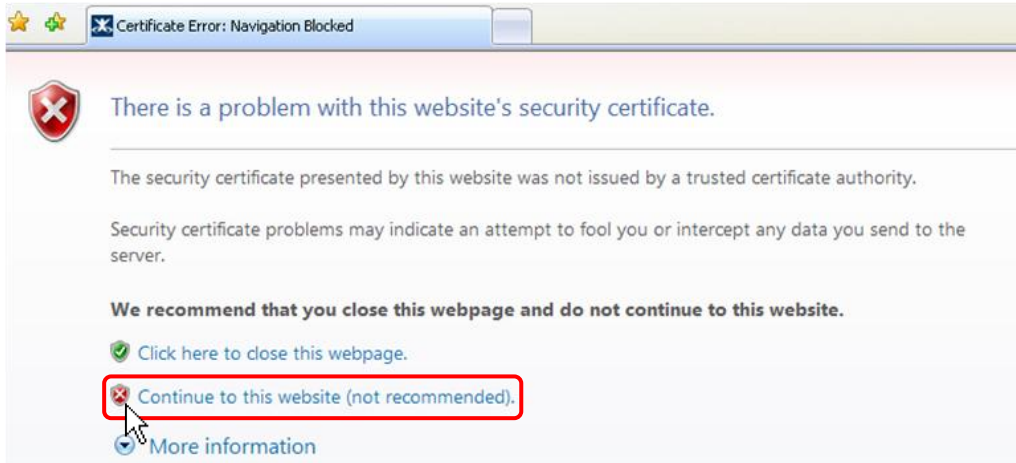 Certificate Error: Navigation Blocked
There is a problem with this website's security certificate.
The security certificate presented by this website was not issued by a trusted certificate authority.
Security certificate problems may indicate an attempt to fool you or intercept any data you send to the
server.
We recommend that you close this webpage and do not continue to this website.
Click here to close this webpage.
Continue to this website (not recommended).
More information